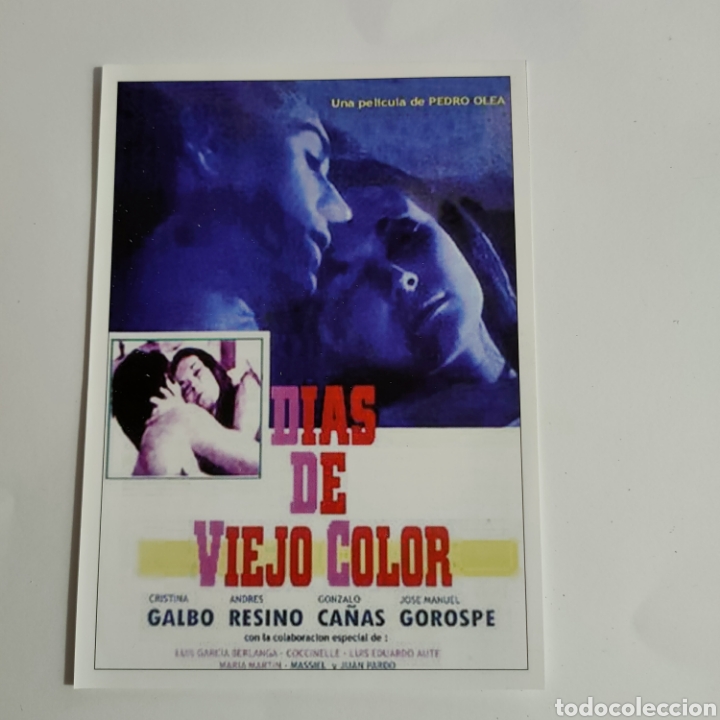 Una pelicula de PEDRO OLEA
DIAS
DE
VIEJO COLOR
CRISTINA ANDRES GONZALO JOSE MANUEL
GALBO RESINO CAÑAS GOROSPE
con la colaboracion especial de :
LUIS GARCIA BERLANGA - COCCINELLE - LUIS EDUARDO AUTE
MARIA MARTIN - MASSIEL y JUAN PARDO
todocoleccion